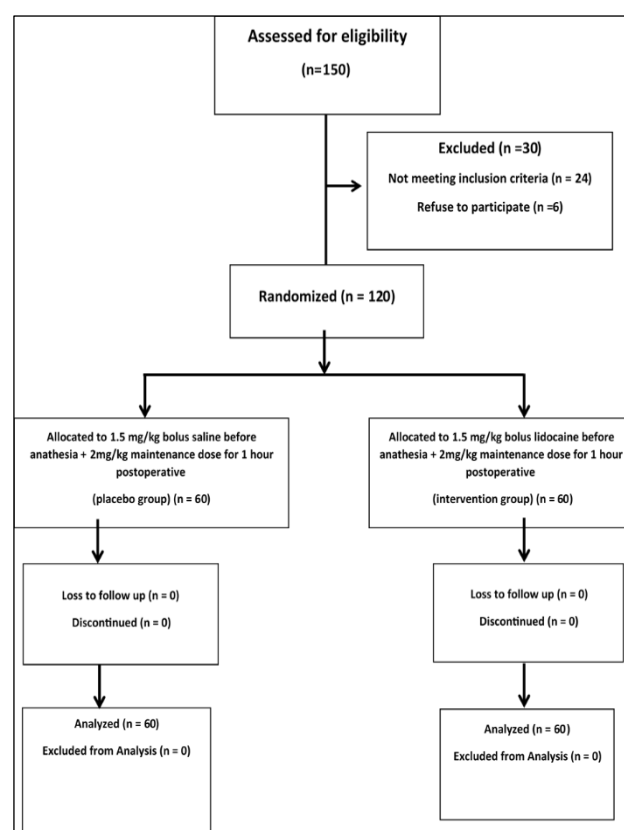 Assessed for eligibility
(n=150)
Excluded (n =30)
Not meeting inclusion criteria (n = 24)
Refuse to participate (n =6)
Randomized (n = 120)
Allocated to 1.5 mg/kg bolus saline before
anathesia + 2mg/kg maintenance dose for 1 hour
postoperative
(placebo group) (n = 60)
Allocated to 1.5 mg/kg bolus lidocaine before
anathesia + 2mg/kg maintenance dose for 1 hour
postoperative
(intervention group) (n = 60)
Loss to follow up (n = 0)
Discontinued (n = 0)
Loss to follow up (n = 0)
Discontinued (n = 0)
Analyzed (n = 60)
Excluded from Analysis (n = 0)
Analyzed (n = 60)
Excluded from Analysis (n = 0)